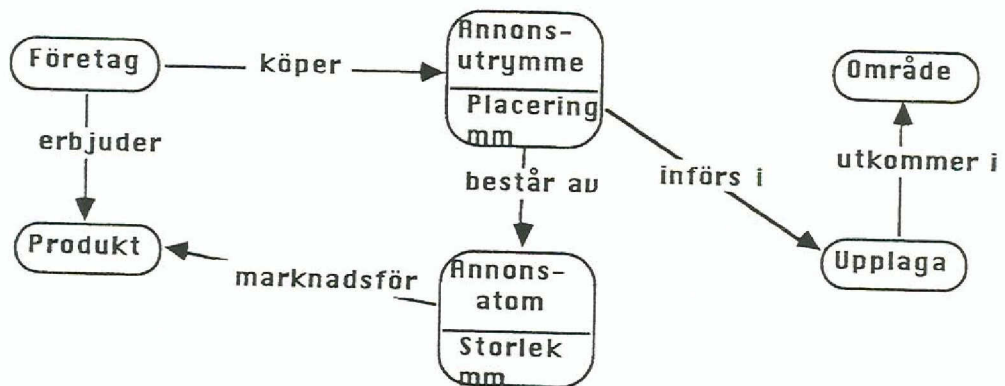 Företag
köper
Annons-
utrymme
Placering
mm
Område
erbjuder
består av
införs i
utkommer i
Produkt
marknadsför
Annons-
atom
Storlek
mm
Upplaga